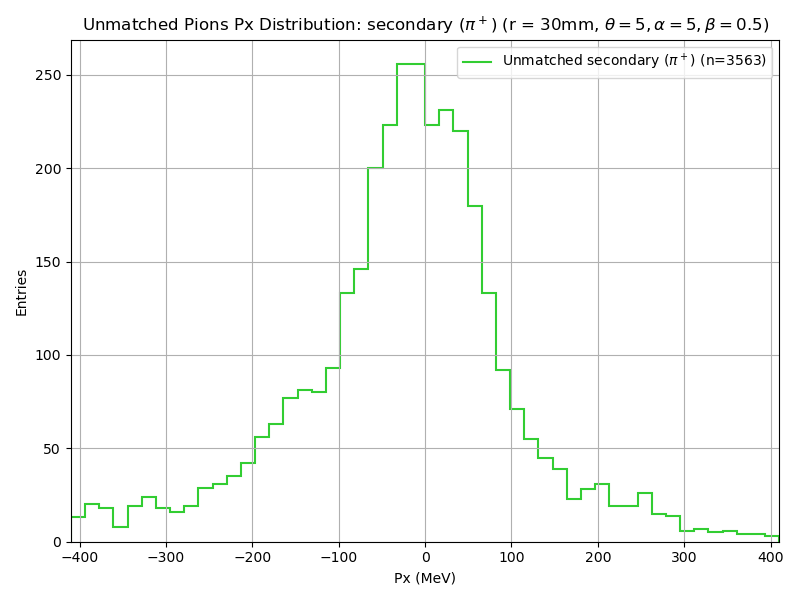 Unmatched Pions Px Distribution: secondary (π⁺) (r = 30mm, θ = 5, α = 5, β = 0.5)
Unmatched secondary (π⁺) (n=3563)
250
200
150
100
50
0
Entries
−400 −300 −200 −100 0 100 200 300 400
Px (MeV)